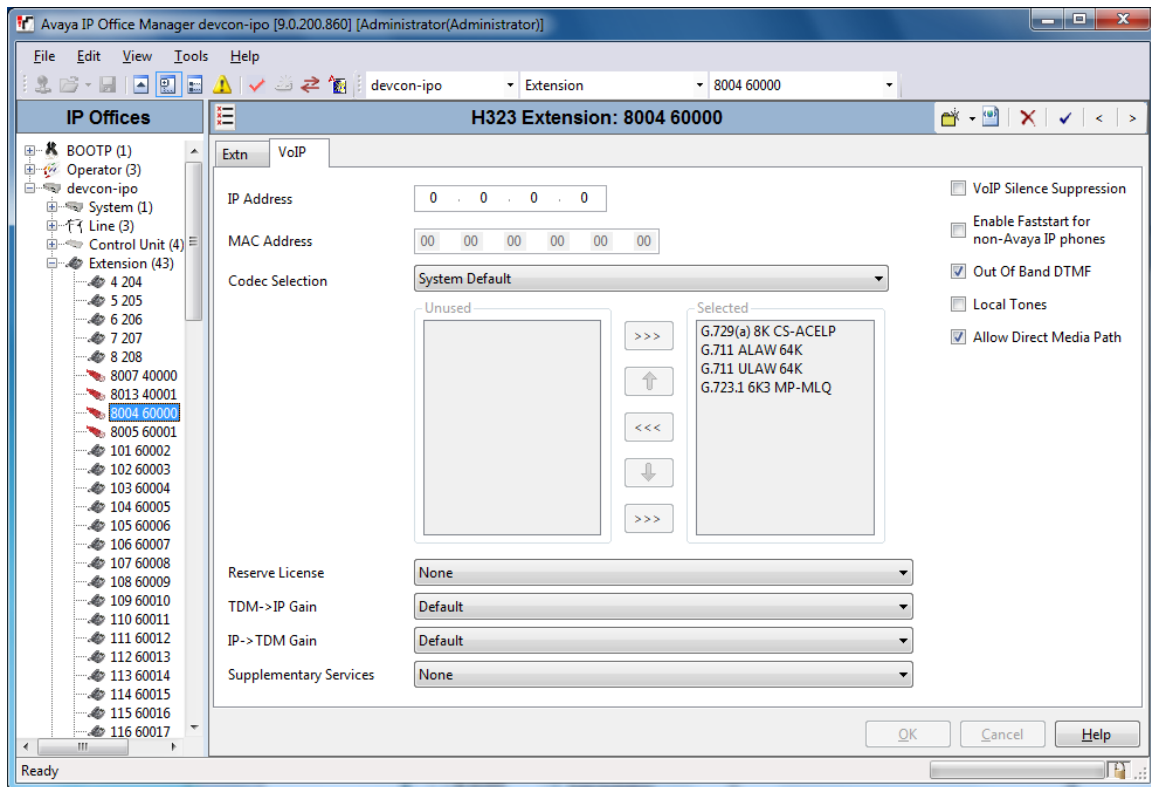 Avaya IP Office Manager devcon-ipo [9.0.200.860] [Administrator(Administrator)]
File Edit View Tools Help
devcon-ipo Extension 8004 60000
IP Offices
BOOTP (1)
Operator (3)
devcon-ipo
System (1)
Line (3)
Control Unit (4)
Extension (43)
4 204
5 205
6 206
7 207
8 208
8007 40000
8013 40001
8004 60000
8005 60001
101 60002
102 60003
103 60004
104 60005
105 60006
106 60007
107 60008
108 60009
109 60010
110 60011
111 60012
112 60013
113 60014
114 60015
115 60016
116 60017
H323 Extension: 8004 60000
Extn VoIP
IP Address 0 . 0 . 0 . 0
MAC Address 00 00 00 00 00 00
Codec Selection System Default
Unused
>>>
<<<
>>>
Selected
G.729(a) 8K CS-ACELP
G.711 ALAW 64K
G.711 ULAW 64K
G.723.1 6K3 MP-MLQ
Reserve License None
TDM->IP Gain Default
IP->TDM Gain Default
Supplementary Services None
VoIP Silence Suppression
Enable Faststart for
non-Avaya IP phones
Out Of Band DTMF
Local Tones
Allow Direct Media Path
OK Cancel Help
Ready